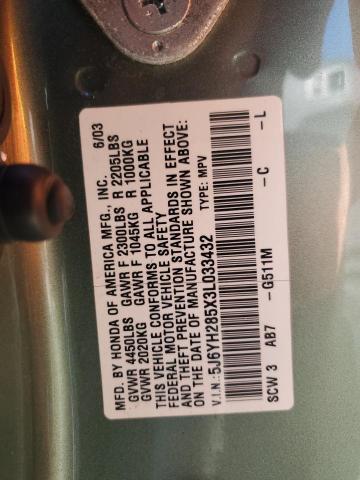 MFD. BY HONDA OF AMERICA MFG., INC. 6/03
GVWR 4450LBS GAWR F 2300LBS R 2205LBS
GVWR 2020KG GAWR F 1045KG R 1000KG
THIS VEHICLE CONFORMS TO ALL APPLICABLE
FEDERAL MOTOR VEHICLE SAFETY
AND THEFT PREVENTION STANDARDS IN EFFECT
ON THE DATE OF MANUFACTURE SHOWN ABOVE:
V.I.N.: 5J6YH285X3L033432 TYPE: MPV
SCW 3 AB7 -G511M -C -L